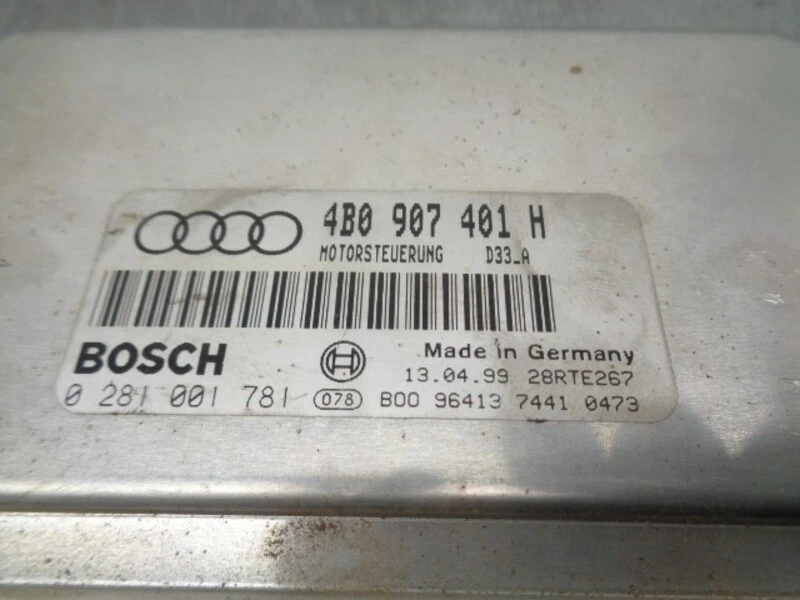 4B0 907 401 H
MOTORSTEUERUNG D33_A
BOSCH
Made in Germany
13.04.99 28RTE267
0 281 001 781 078 B00 96413 7441 0473